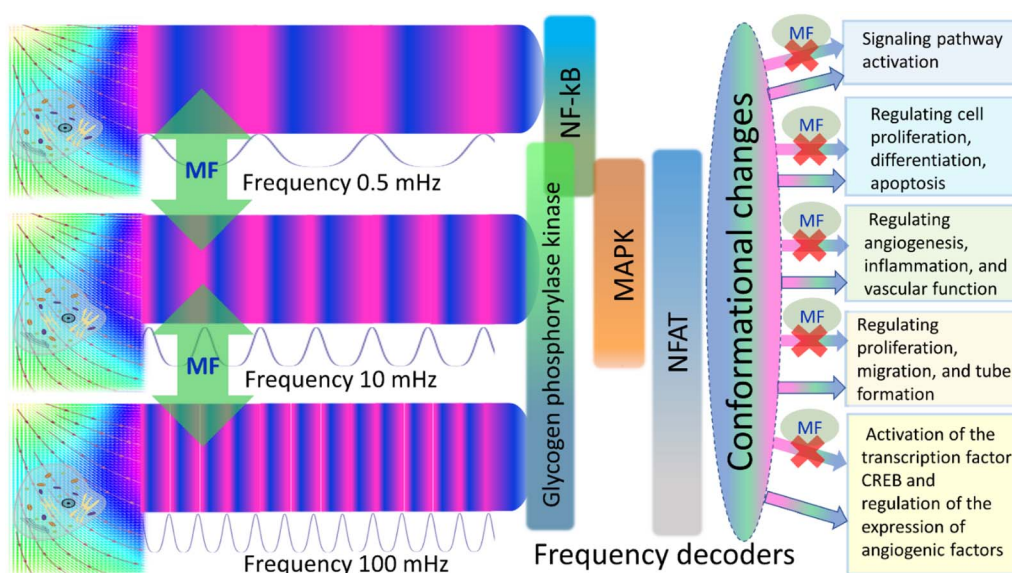 MF
Frequency 0.5 mHz
MF
Frequency 10 mHz
Frequency 100 mHz
NF-kB
Glycogen phosphorylase kinase
MAPK
NFAT
Frequency decoders
Conformational changes
MF
Signaling pathway
activation
MF
Regulating cell
proliferation,
differentiation,
apoptosis
MF
Regulating
angiogenesis,
inflammation, and
vascular function
MF
Regulating
proliferation,
migration, and tube
formation
MF
Activation of the
transcription factor
CREB and
regulation of the
expression of
angiogenic factors